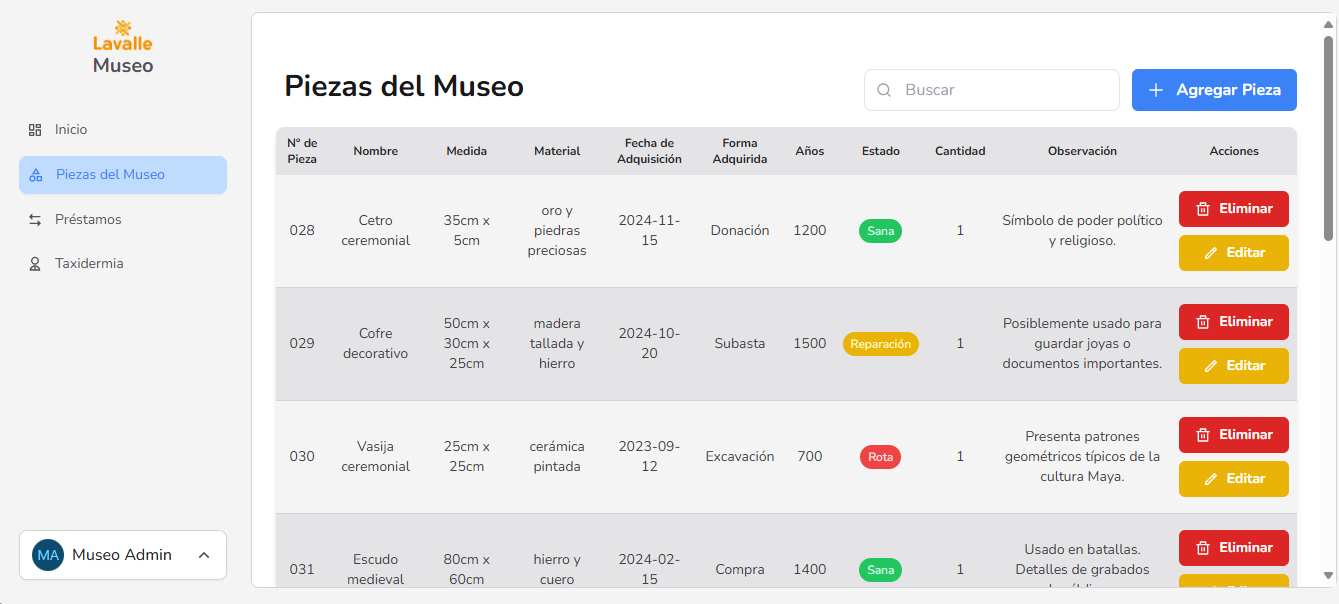 Lavalle
Museo
Inicio
Piezas del Museo
Préstamos
Taxidermia
MA Museo Admin
Piezas del Museo
Buscar
Agregar Pieza
N° de Pieza
Nombre
Medida
Material
Fecha de Adquisición
Forma Adquirida
Años
Estado
Cantidad
Observación
Acciones
028
Cetro
ceremonial
35cm x
5cm
oro y
piedras
preciosas
2024-11-
15
Donación
1200
Sana
1
Símbolo de poder político
y religioso.
Eliminar
Editar
029
Cofre
decorativo
50cm x
30cm x
25cm
madera
tallada y
hierro
2024-10-
20
Subasta
1500
Reparación
1
Posiblemente usado para
guardar joyas o
documentos importantes.
Eliminar
Editar
030
Vasija
ceremonial
25cm x
25cm
cerámica
pintada
2023-09-
12
Excavación
700
Rota
1
Presenta patrones
geométricos típicos de la
cultura Maya.
Eliminar
Editar
031
Escudo
medieval
80cm x
60cm
hierro y
cuero
2024-02-
15
Compra
1400
Sana
1
Usado en batallas.
Detalles de grabados
Eliminar